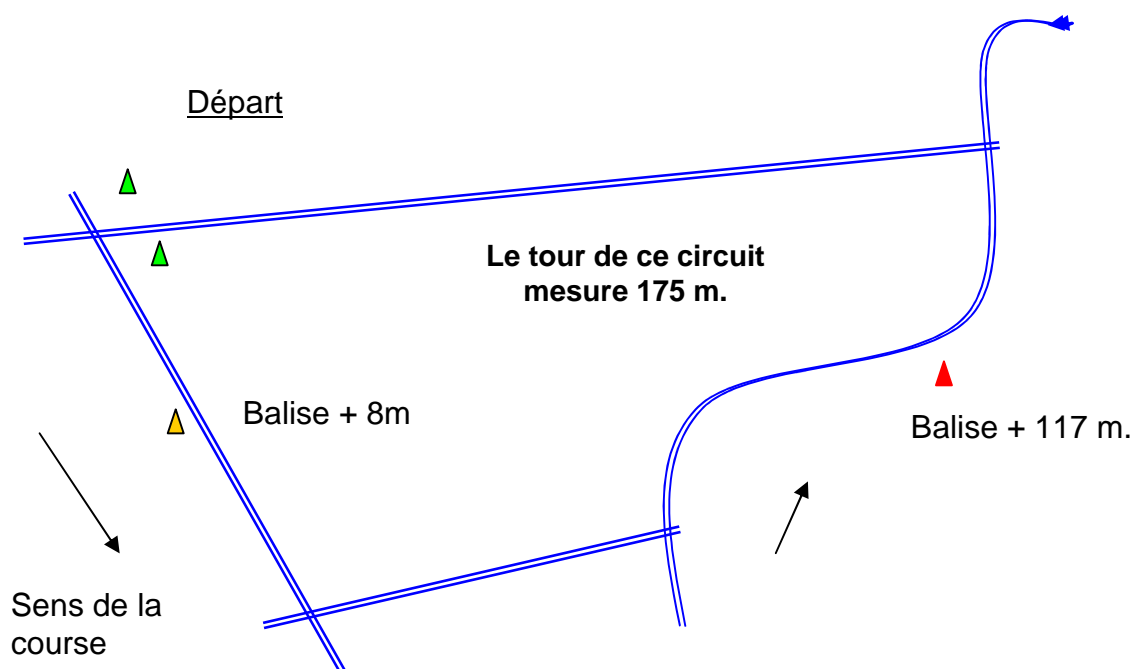 Départ
Le tour de ce circuit
mesure 175 m.
Balise + 8m
Balise + 117 m.
Sens de la
course